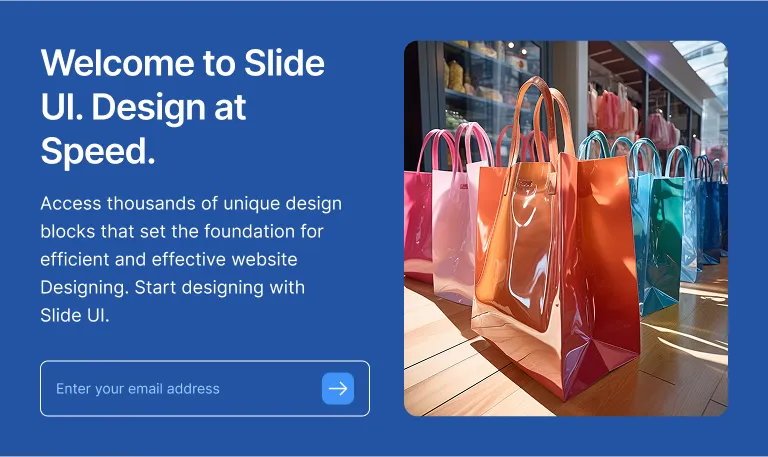 Welcome to Slide
UI. Design at
Speed.
Access thousands of unique design
blocks that set the foundation for
efficient and effective website
Designing. Start designing with
Slide UI.
Enter your email address